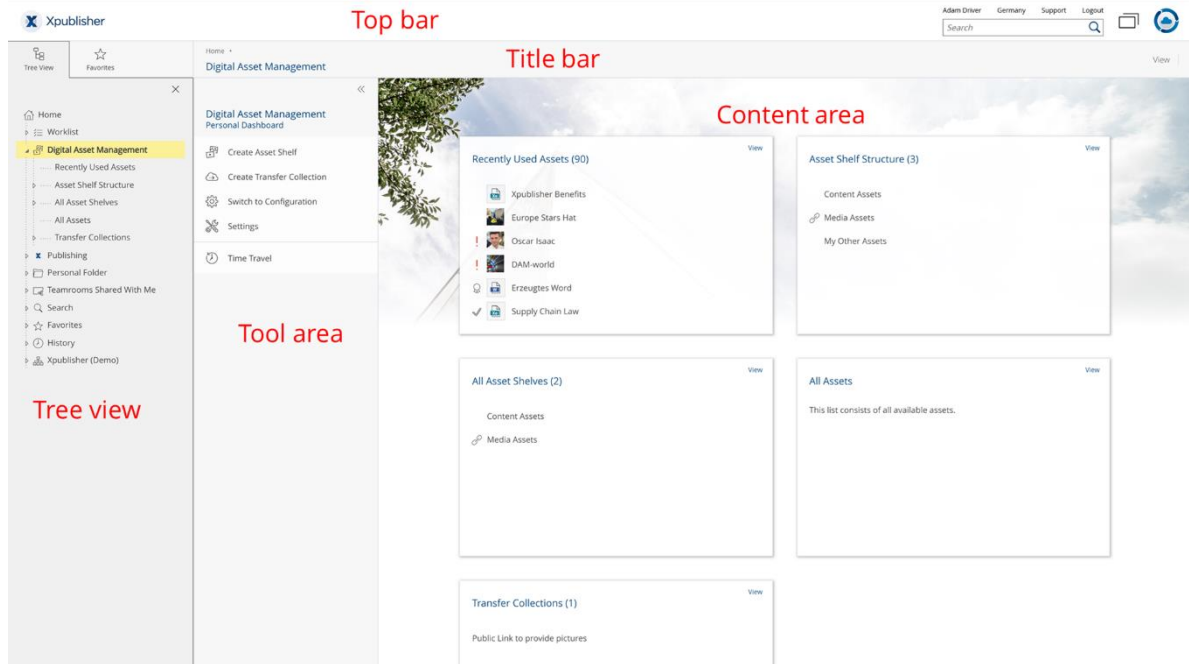 Xpublisher
Top bar
Adam Driver Germany Support Logout
Search
Tree View
Favorites
Home
Digital Asset Management
Title bar
View
Home
Worklist
Digital Asset Management
Recently Used Assets
Asset Shelf Structure
All Asset Shelves
All Assets
Transfer Collections
Publishing
Personal Folder
Teamrooms Shared With Me
Search
Favorites
History
Xpublisher (Demo)
Tree view
Digital Asset Management
Personal Dashboard
Create Asset Shelf
Create Transfer Collection
Switch to Configuration
Settings
Time Travel
Tool area
Content area
View
Recently Used Assets (90)
Xpublisher Benefits
Europe Stars Hat
Oscar Isaac
DAM-world
Erzeugtes Word
Supply Chain Law
View
Asset Shelf Structure (3)
Content Assets
Media Assets
My Other Assets
View
All Asset Shelves (2)
Content Assets
Media Assets
View
All Assets
This list consists of all available assets.
View
Transfer Collections (1)
Public Link to provide pictures